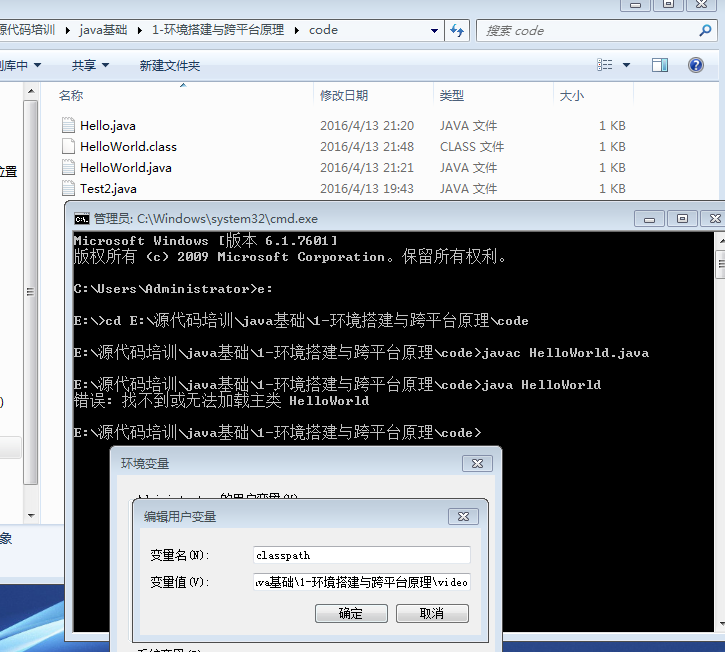 源代码培训 ▸ java基础 ▸ 1-环境搭建与跨平台原理 ▸ code
搜索 code
库中 共享 新建文件夹
名称 修改日期 类型 大小
Hello.java 2016/4/13 21:20 JAVA 文件 1 KB
HelloWorld.class 2016/4/13 21:48 CLASS 文件 1 KB
HelloWorld.java 2016/4/13 21:21 JAVA 文件 1 KB
位置
Test2.java 2016/4/13 19:43 JAVA 文件 1 KB
管理员: C:\Windows\system32\cmd.exe
Microsoft Windows [版本 6.1.7601]
版权所有 (c) 2009 Microsoft Corporation。保留所有权利。
C:\Users\Administrator>e:
E:\>cd E:\源代码培训\java基础\1-环境搭建与跨平台原理\code
E:\源代码培训\java基础\1-环境搭建与跨平台原理\code>javac HelloWorld.java
E:\源代码培训\java基础\1-环境搭建与跨平台原理\code>java HelloWorld
错误: 找不到或无法加载主类 HelloWorld
E:\源代码培训\java基础\1-环境搭建与跨平台原理\code>
环境变量
编辑用户变量
象
变量名(N): classpath
变量值(V): java基础\1-环境搭建与跨平台原理\video
确定 取消